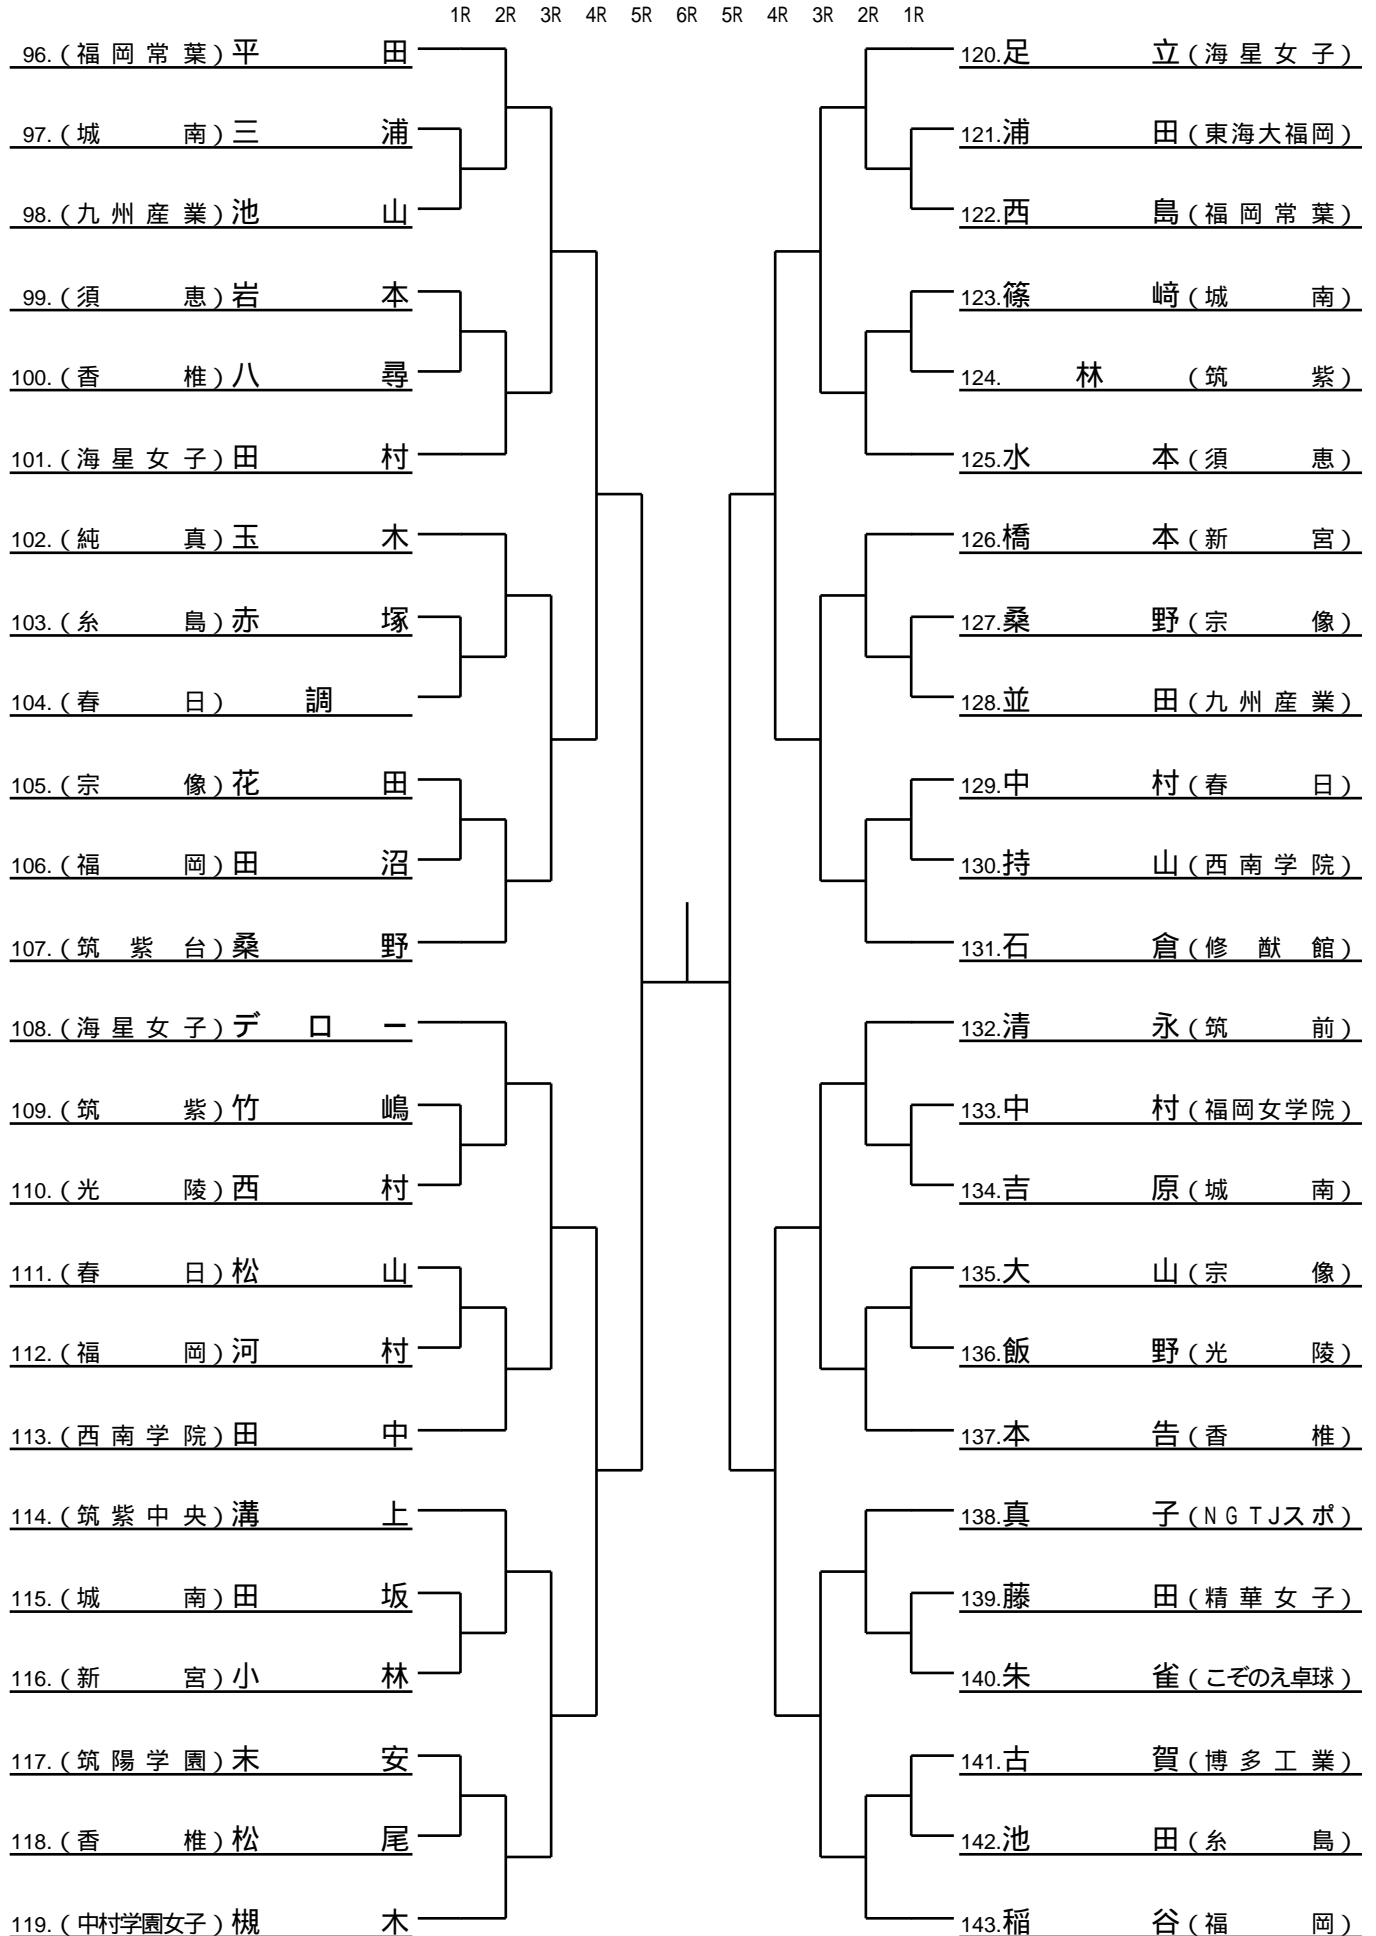 1R 2R 3R 4R 5R 6R 5R 4R 3R 2R 1R
96.(福岡常葉)平田
97.(城南)三浦
98.(九州産業)池山
99.(須恵)岩本
100.(香椎)八尋
101.(海星女子)田村
102.(純真)玉木
103.(糸島)赤塚
104.(春日)調
105.(宗像)花田
106.(福岡)田沼
107.(筑紫台)桑野
108.(海星女子)デロー
109.(筑紫)竹嶋
110.(光陵)西村
111.(春日)松山
112.(福岡)河村
113.(西南学院)田中
114.(筑紫中央)溝上
115.(城南)田坂
116.(新宮)小林
117.(筑陽学園)末安
118.(香椎)松尾
119.(中村学園女子)槻木
120.足立(海星女子)
121.浦田(東海大福岡)
122.西島(福岡常葉)
123.篠﨑(城南)
124.林(筑紫)
125.水本(須恵)
126.橋本(新宮)
127.桑野(宗像)
128.並田(九州産業)
129.中村(春日)
130.持山(西南学院)
131.石倉(修猷館)
132.清永(筑前)
133.中村(福岡女学院)
134.吉原(城南)
135.大山(宗像)
136.飯野(光陵)
137.本告(香椎)
138.真子(NGTJスポ)
139.藤田(精華女子)
140.朱雀(こぞのえ卓球)
141.古賀(博多工業)
142.池田(糸島)
143.稲谷(福岡)